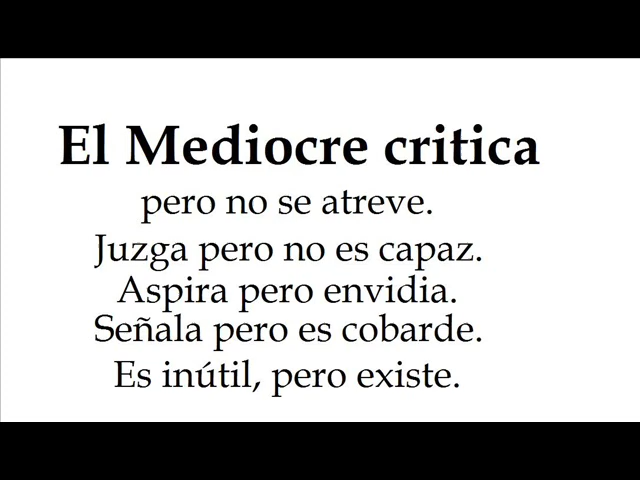 El Mediocre critica
pero no se atreve.
Juzga pero no es capaz.
Aspira pero envidia.
Señala pero es cobarde.
Es inútil, pero existe.